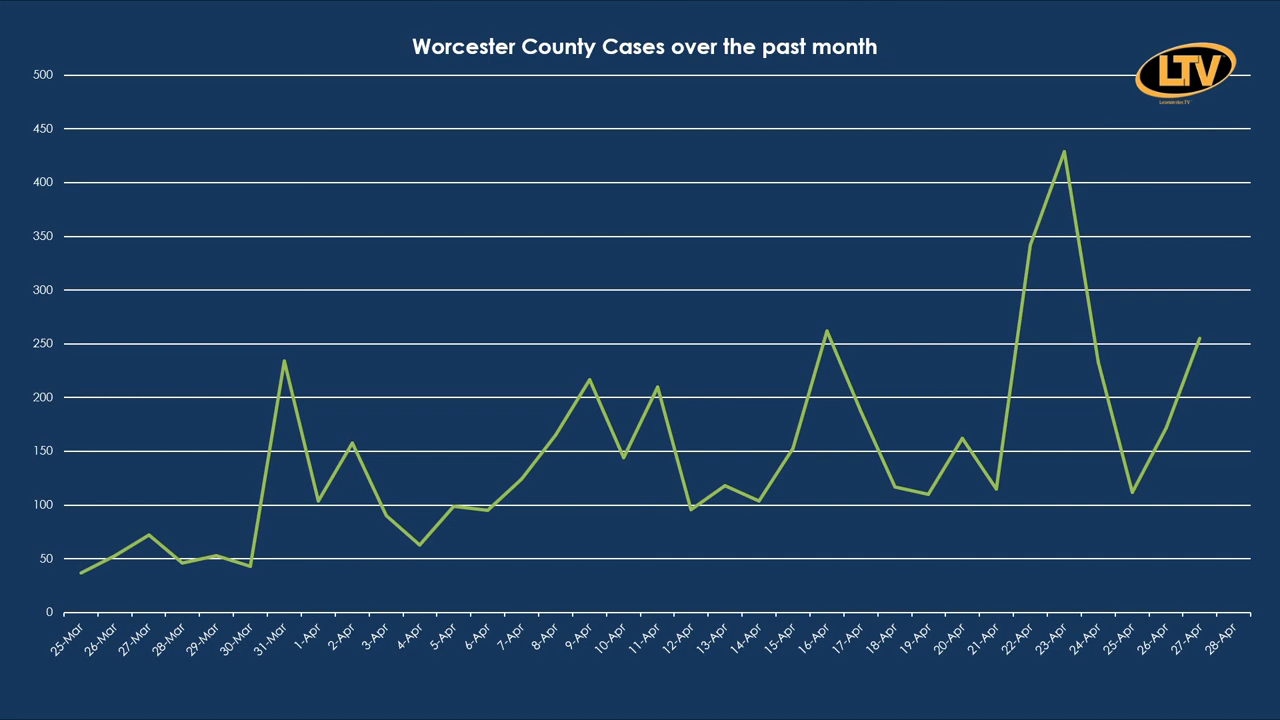 Worcester County Cases over the past month
LTV
Leominster.TV
500
450
400
350
300
250
200
150
100
50
0
25-Mar
26-Mar
27-Mar
28-Mar
29-Mar
30-Mar
31-Mar
1-Apr
2-Apr
3-Apr
4-Apr
5-Apr
6-Apr
7-Apr
8-Apr
9-Apr
10-Apr
11-Apr
12-Apr
13-Apr
14-Apr
15-Apr
16-Apr
17-Apr
18-Apr
19-Apr
20-Apr
21-Apr
22-Apr
23-Apr
24-Apr
25-Apr
26-Apr
27-Apr
28-Apr